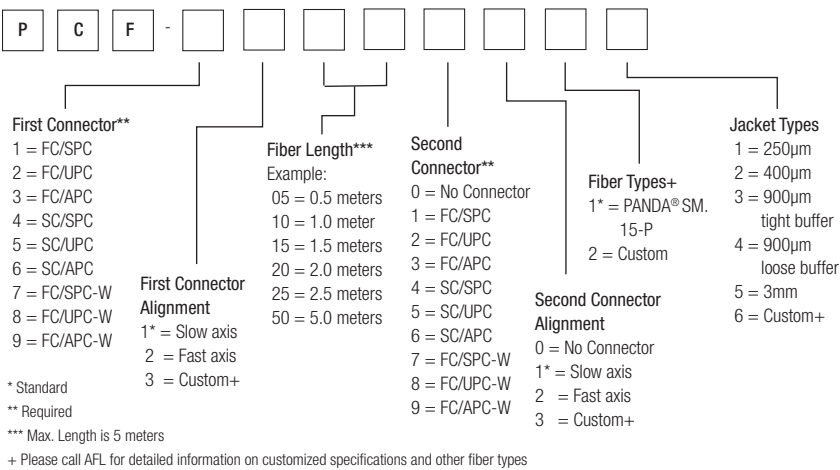 P C F -
First Connector**
1 = FC/SPC
2 = FC/UPC
3 = FC/APC
4 = SC/SPC
5 = SC/UPC
6 = SC/APC
7 = FC/SPC-W
8 = FC/UPC-W
9 = FC/APC-W
First Connector
Alignment
1* = Slow axis
2 = Fast axis
3 = Custom+
Fiber Length***
Example:
05 = 0.5 meters
10 = 1.0 meter
15 = 1.5 meters
20 = 2.0 meters
25 = 2.5 meters
50 = 5.0 meters
Second
Connector**
0 = No Connector
1 = FC/SPC
2 = FC/UPC
3 = FC/APC
4 = SC/SPC
5 = SC/UPC
6 = SC/APC
7 = FC/SPC-W
8 = FC/UPC-W
9 = FC/APC-W
Second Connector
Alignment
0 = No Connector
1* = Slow axis
2 = Fast axis
3 = Custom+
Fiber Types+
1* = PANDA® SM.
15-P
2 = Custom
Jacket Types
1 = 250µm
2 = 400µm
3 = 900µm
tight buffer
4 = 900µm
loose buffer
5 = 3mm
6 = Custom+
* Standard
** Required
*** Max. Length is 5 meters
+ Please call AFL for detailed information on customized specifications and other fiber types